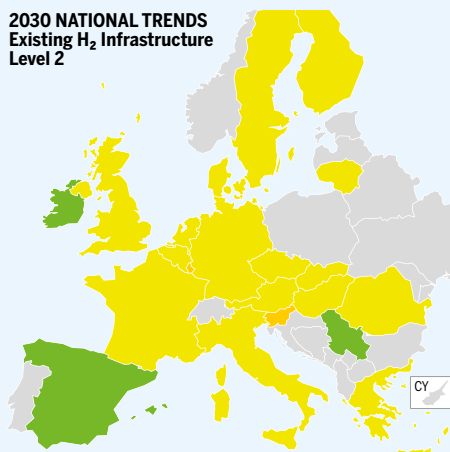 2030 NATIONAL TRENDS
Existing H₂ Infrastructure
Level 2
CY